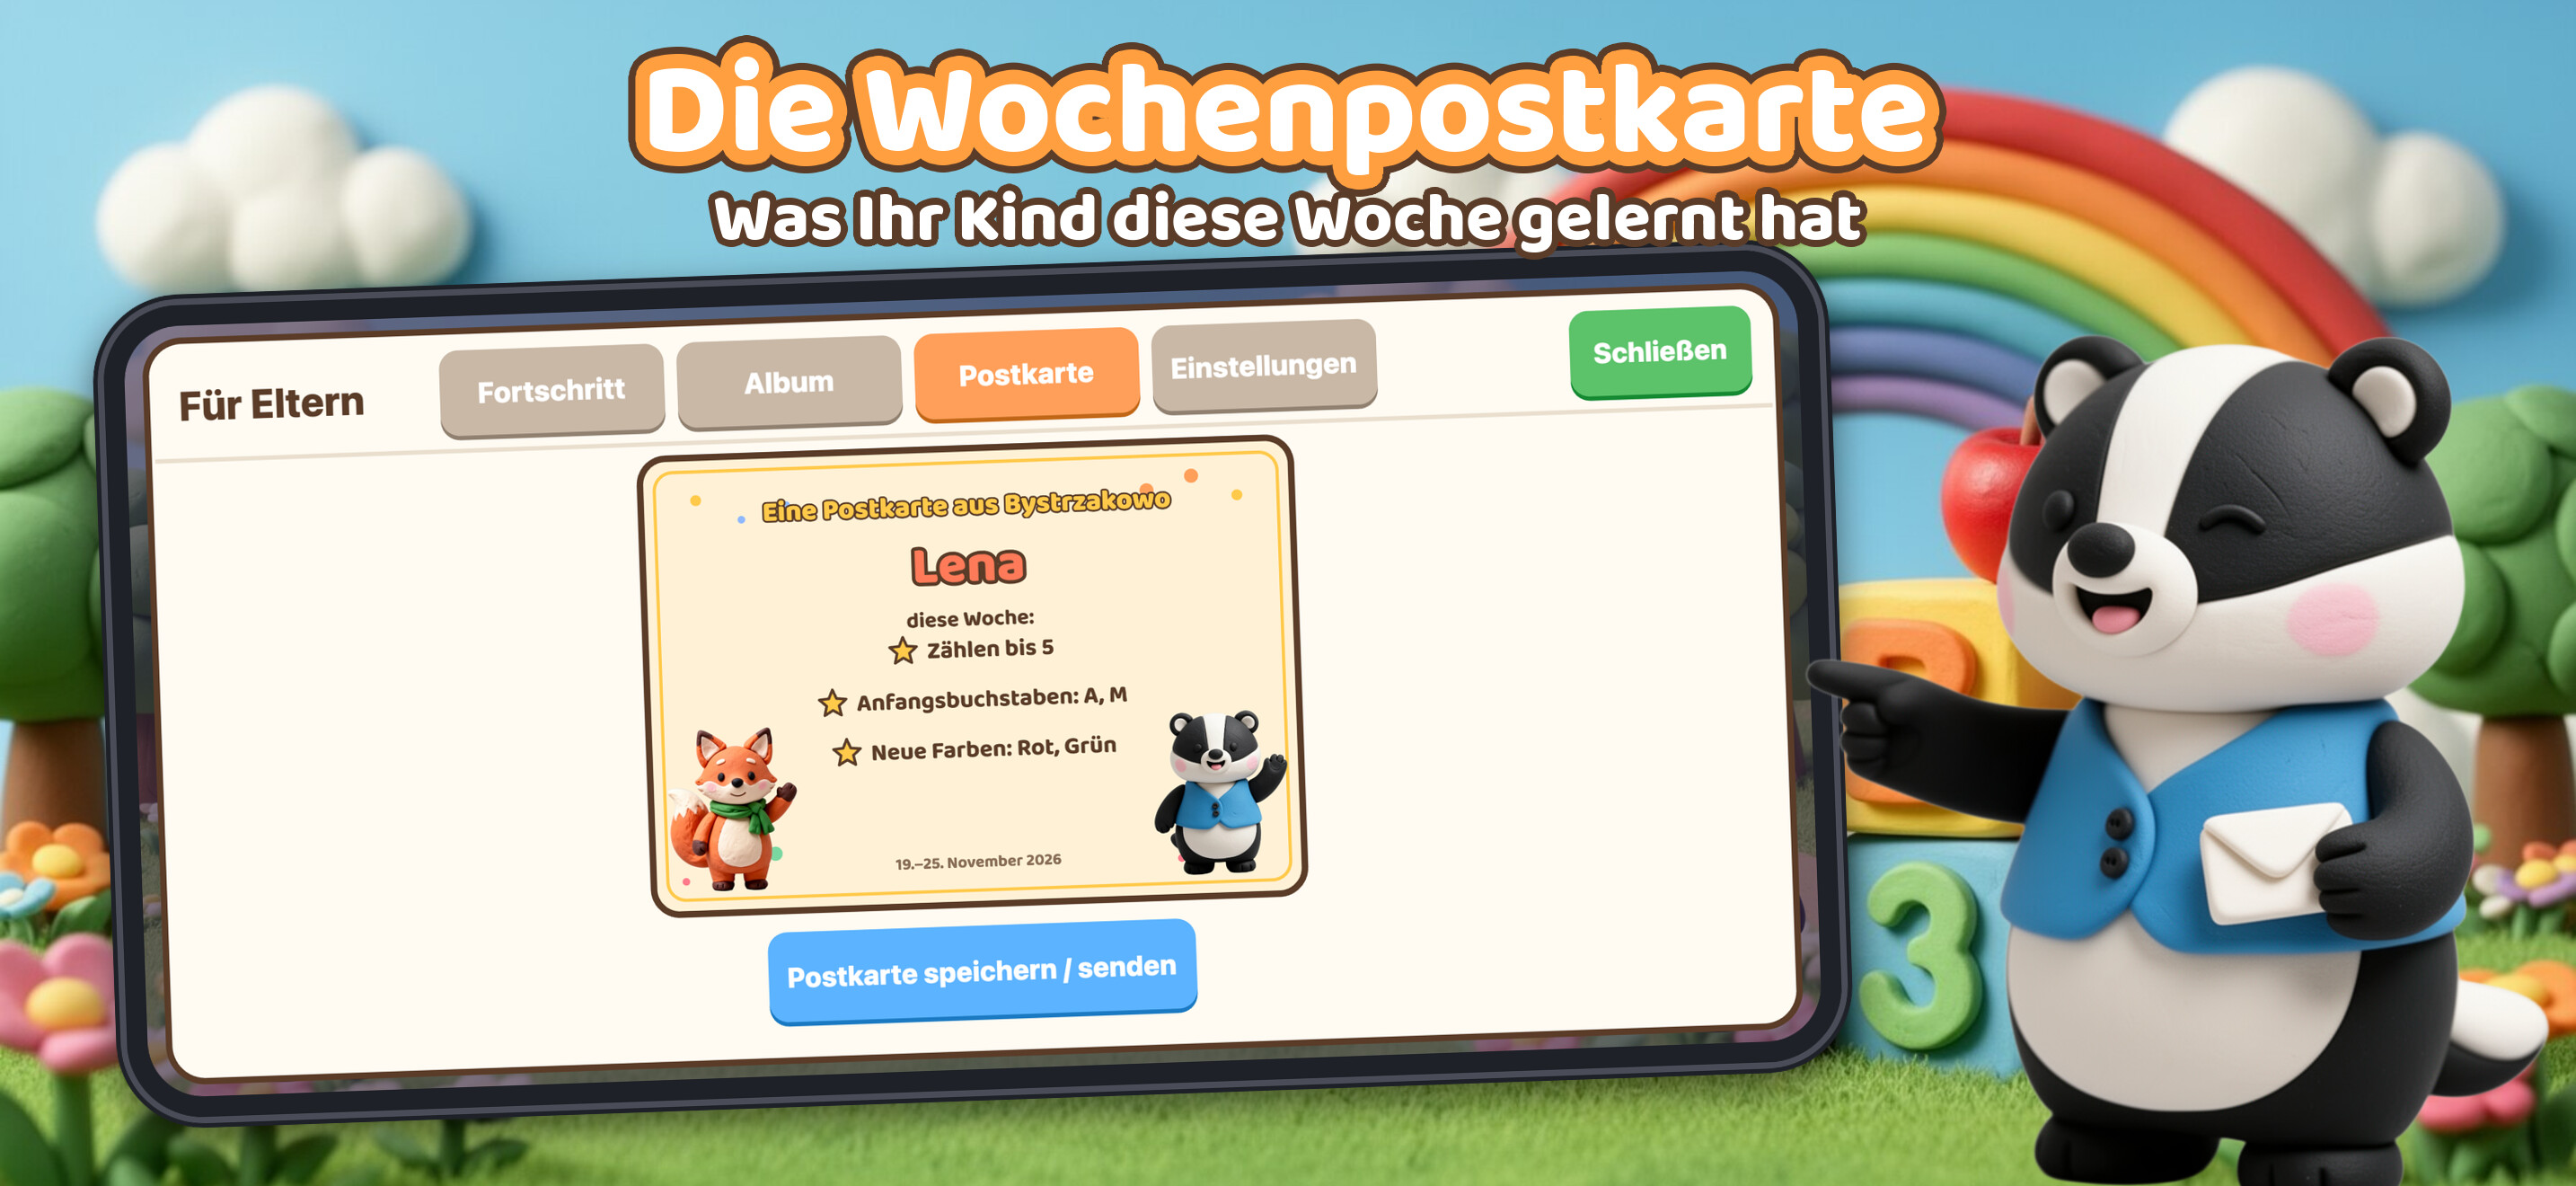 Die Wochenpostkarte
Was Ihr Kind diese Woche gelernt hat
Für Eltern
Fortschritt
Album
Postkarte
Einstellungen
Schließen
Eine Postkarte aus Bystrzakowo
Lena
diese Woche:
Zählen bis 5
Anfangsbuchstaben: A, M
Neue Farben: Rot, Grün
19.–25. November 2026
Postkarte speichern / senden
3